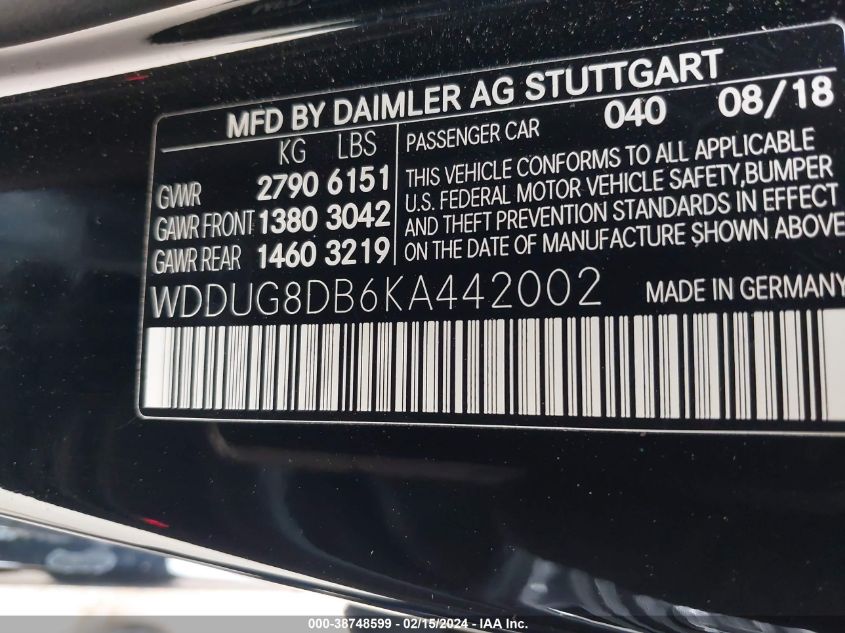 MFD BY DAIMLER AG STUTTGART
KG LBS
GVWR 2790 6151
GAWR FRONT 1380 3042
GAWR REAR 1460 3219
PASSENGER CAR 040 08/18
THIS VEHICLE CONFORMS TO ALL APPLICABLE
U.S. FEDERAL MOTOR VEHICLE SAFETY,BUMPER
AND THEFT PREVENTION STANDARDS IN EFFECT
ON THE DATE OF MANUFACTURE SHOWN ABOVE
WDDUG8DB6KA442002 MADE IN GERMANY
000-38748599 - 02/15/2024 - IAA Inc.